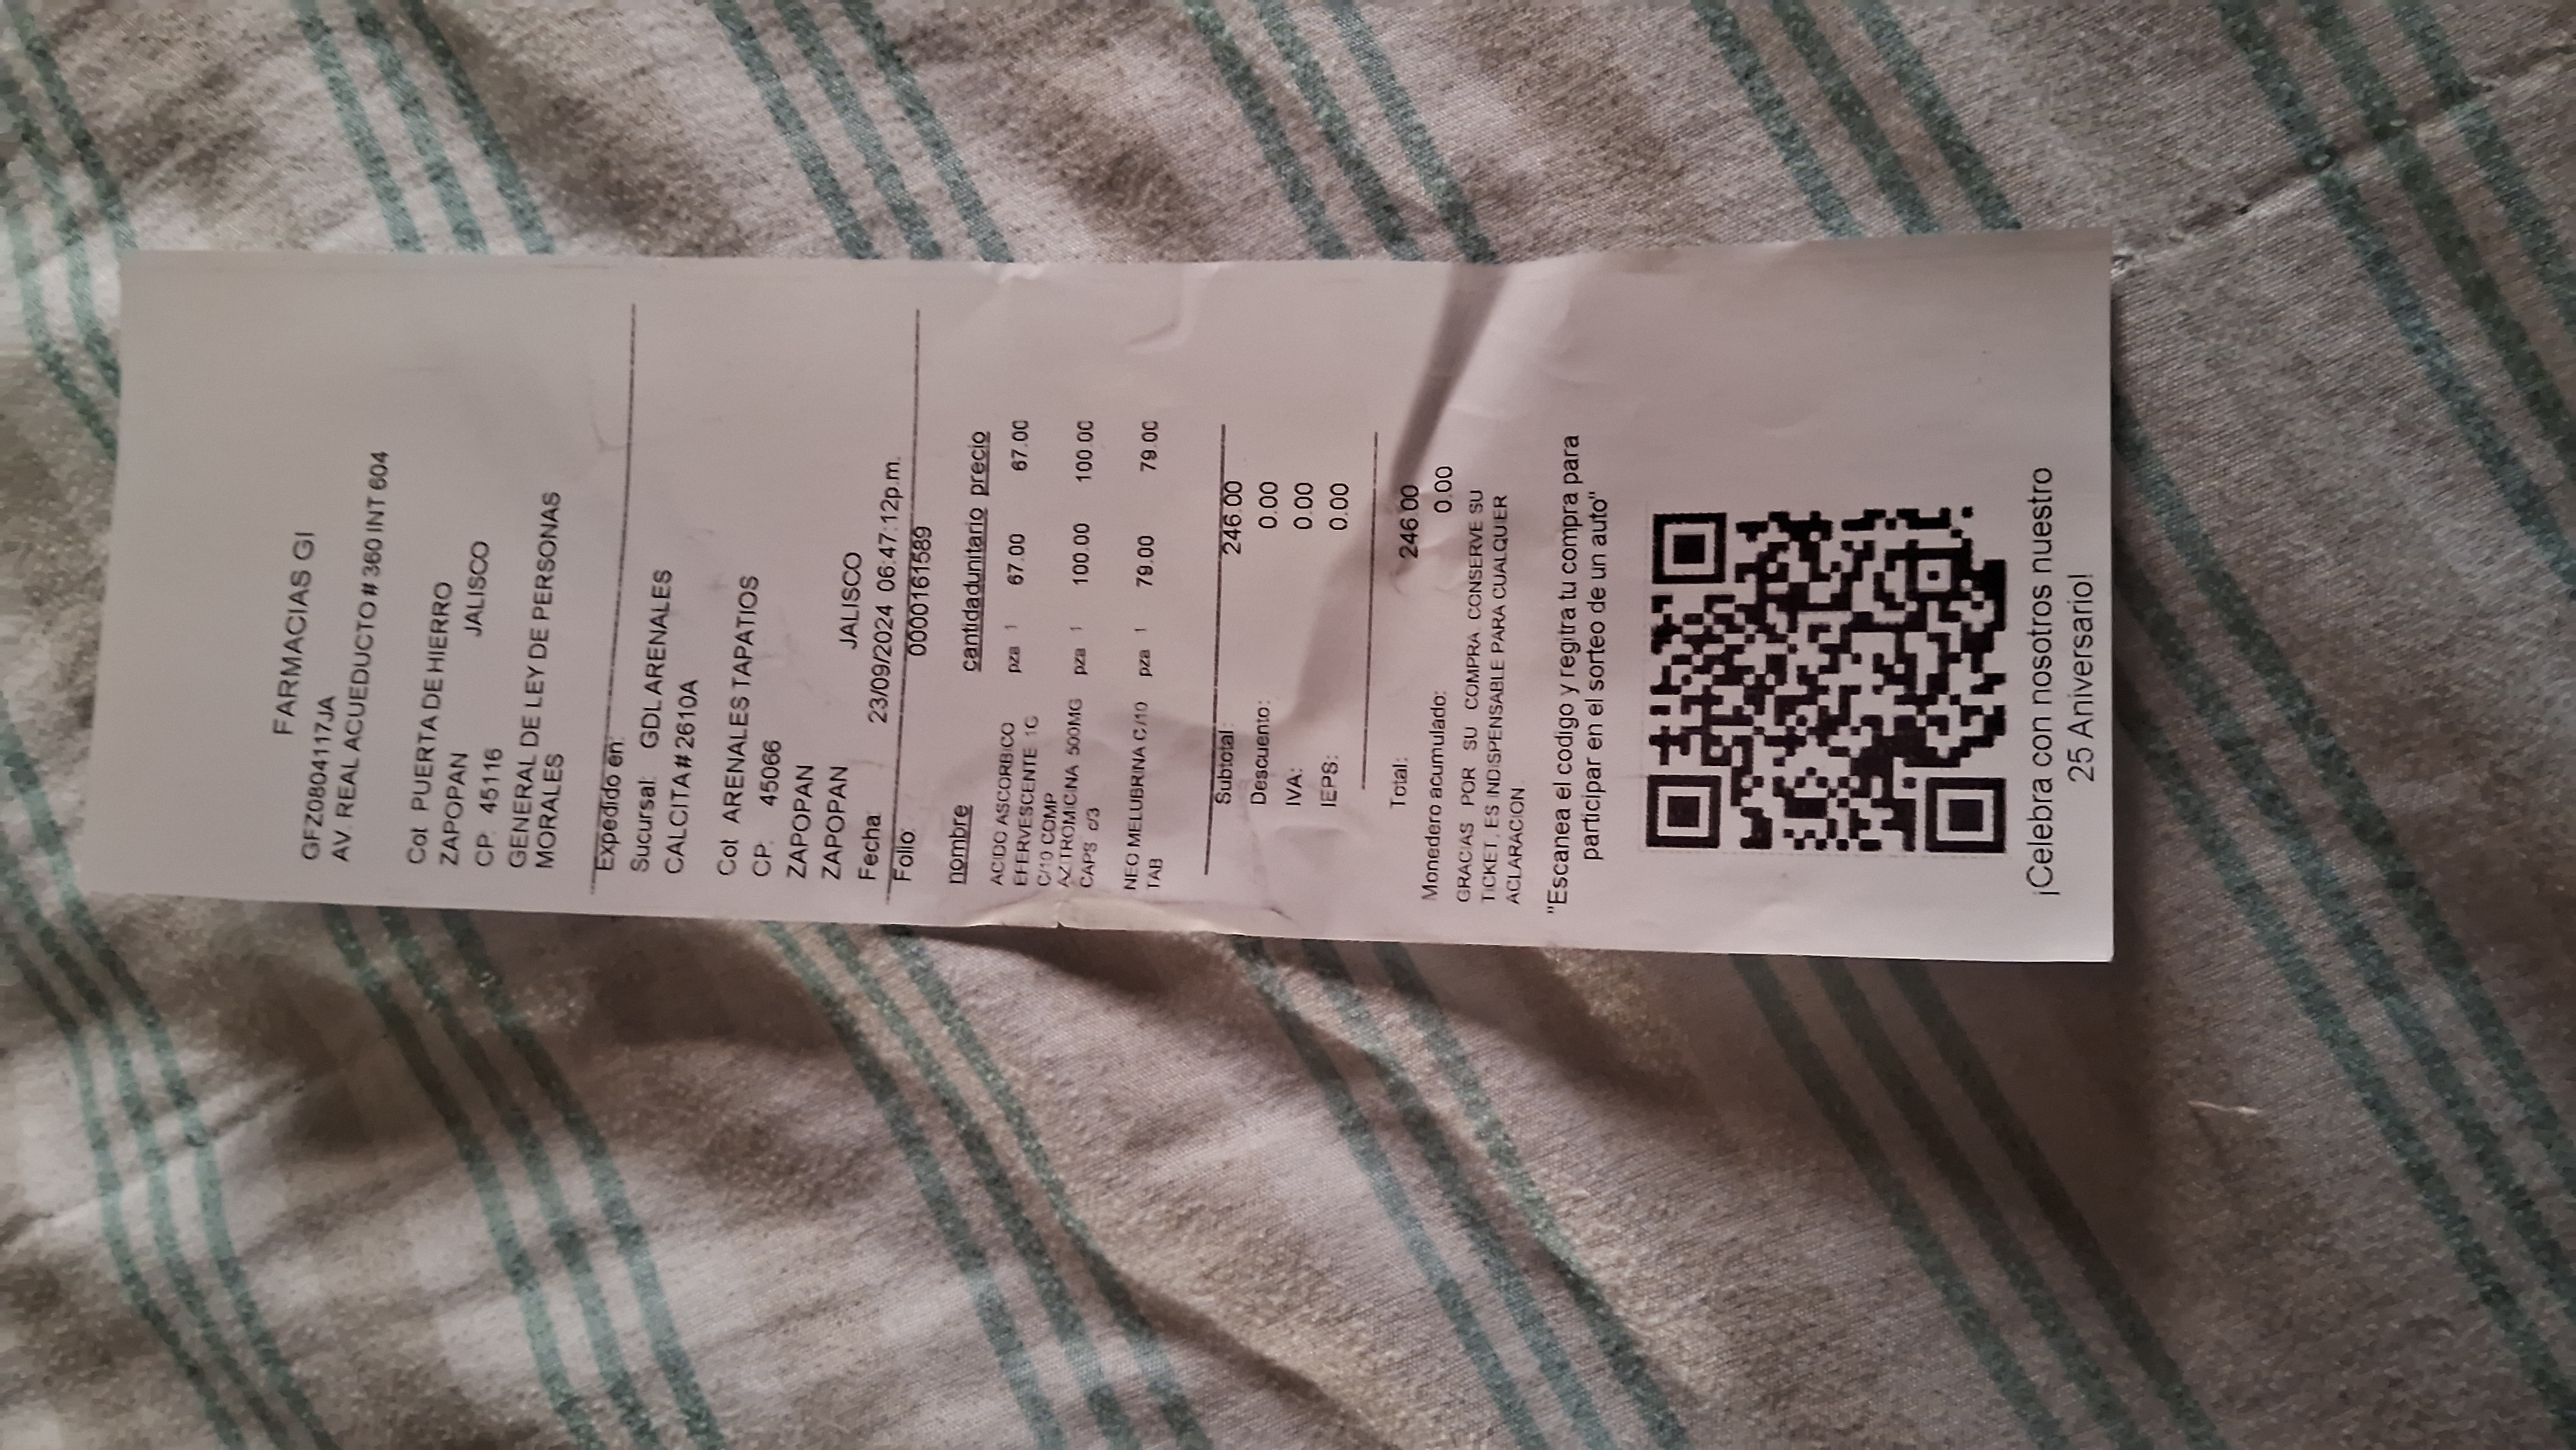 FARMACIAS GI
GFZ0804117JA
AV. REAL ACUEDUCTO # 360 INT 604
Col PUERTA DE HIERRO
ZAPOPAN
CP. 45116 JALISCO
GENERAL DE LEY DE PERSONAS
MORALES
Expedido en:
Sucursal: GDL ARENALES
CALCITA # 2610A
Col ARENALES TAPATIOS
CP. 45066
ZAPOPAN
ZAPOPAN JALISCO
Fecha: 23/09/2024 06:47:12p.m.
Folio: 0000161589
nombre cantidad unitario precio
ACIDO ASCORBICO pza 1 67.00 67.00
EFERVESCENTE 1G
C/10 COMP
AZITROMICINA 500MG pza 1 100.00 100.00
CAPS c/3
NEO MELUBRINA C/10 pza 1 79.00 79.00
TAB
Subtotal: 246.00
Descuento: 0.00
IVA: 0.00
IEPS: 0.00
Total: 246.00
Monedero acumulado: 0.00
GRACIAS POR SU COMPRA CONSERVE SU
TICKET, ES INDISPENSABLE PARA CUALQUIER
ACLARACION.
"Escanea el codigo y regitra tu compra para
participar en el sorteo de un auto"
¡Celebra con nosotros nuestro
25 Aniversario!